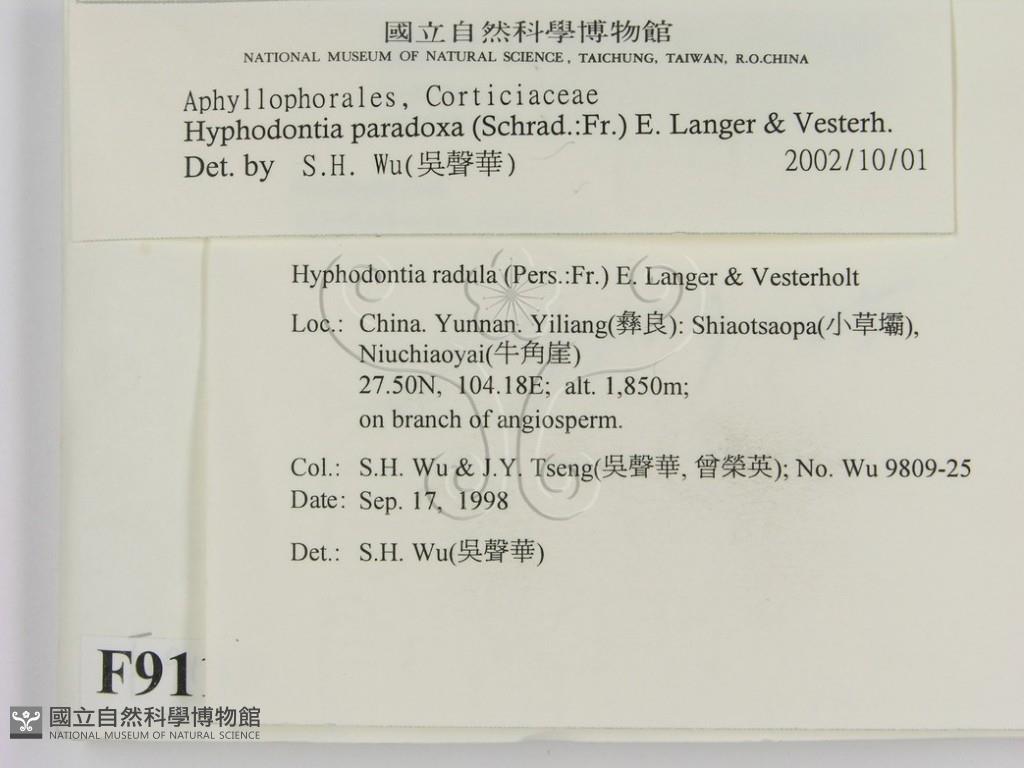 國立自然科學博物館
NATIONAL MUSEUM OF NATURAL SCIENCE, TAICHUNG, TAIWAN, R.O.CHINA
Aphyllophorales, Corticiaceae
Hyphodontia paradoxa (Schrad.:Fr.) E. Langer & Vesterh.
Det. by S.H. Wu(吳聲華) 2002/10/01
Hyphodontia radula (Pers.:Fr.) E. Langer & Vesterholt
Loc.: China. Yunnan. Yiliang(彝良): Shiaotsaopa(小草壩),
Niuchiaoyai(牛角崖)
27.50N, 104.18E; alt. 1,850m;
on branch of angiosperm.
Col.: S.H. Wu & J.Y. Tseng(吳聲華, 曾榮英); No. Wu 9809-25
Date: Sep. 17, 1998
Det.: S.H. Wu(吳聲華)
F91
國立自然科學博物館
NATIONAL MUSEUM OF NATURAL SCIENCE